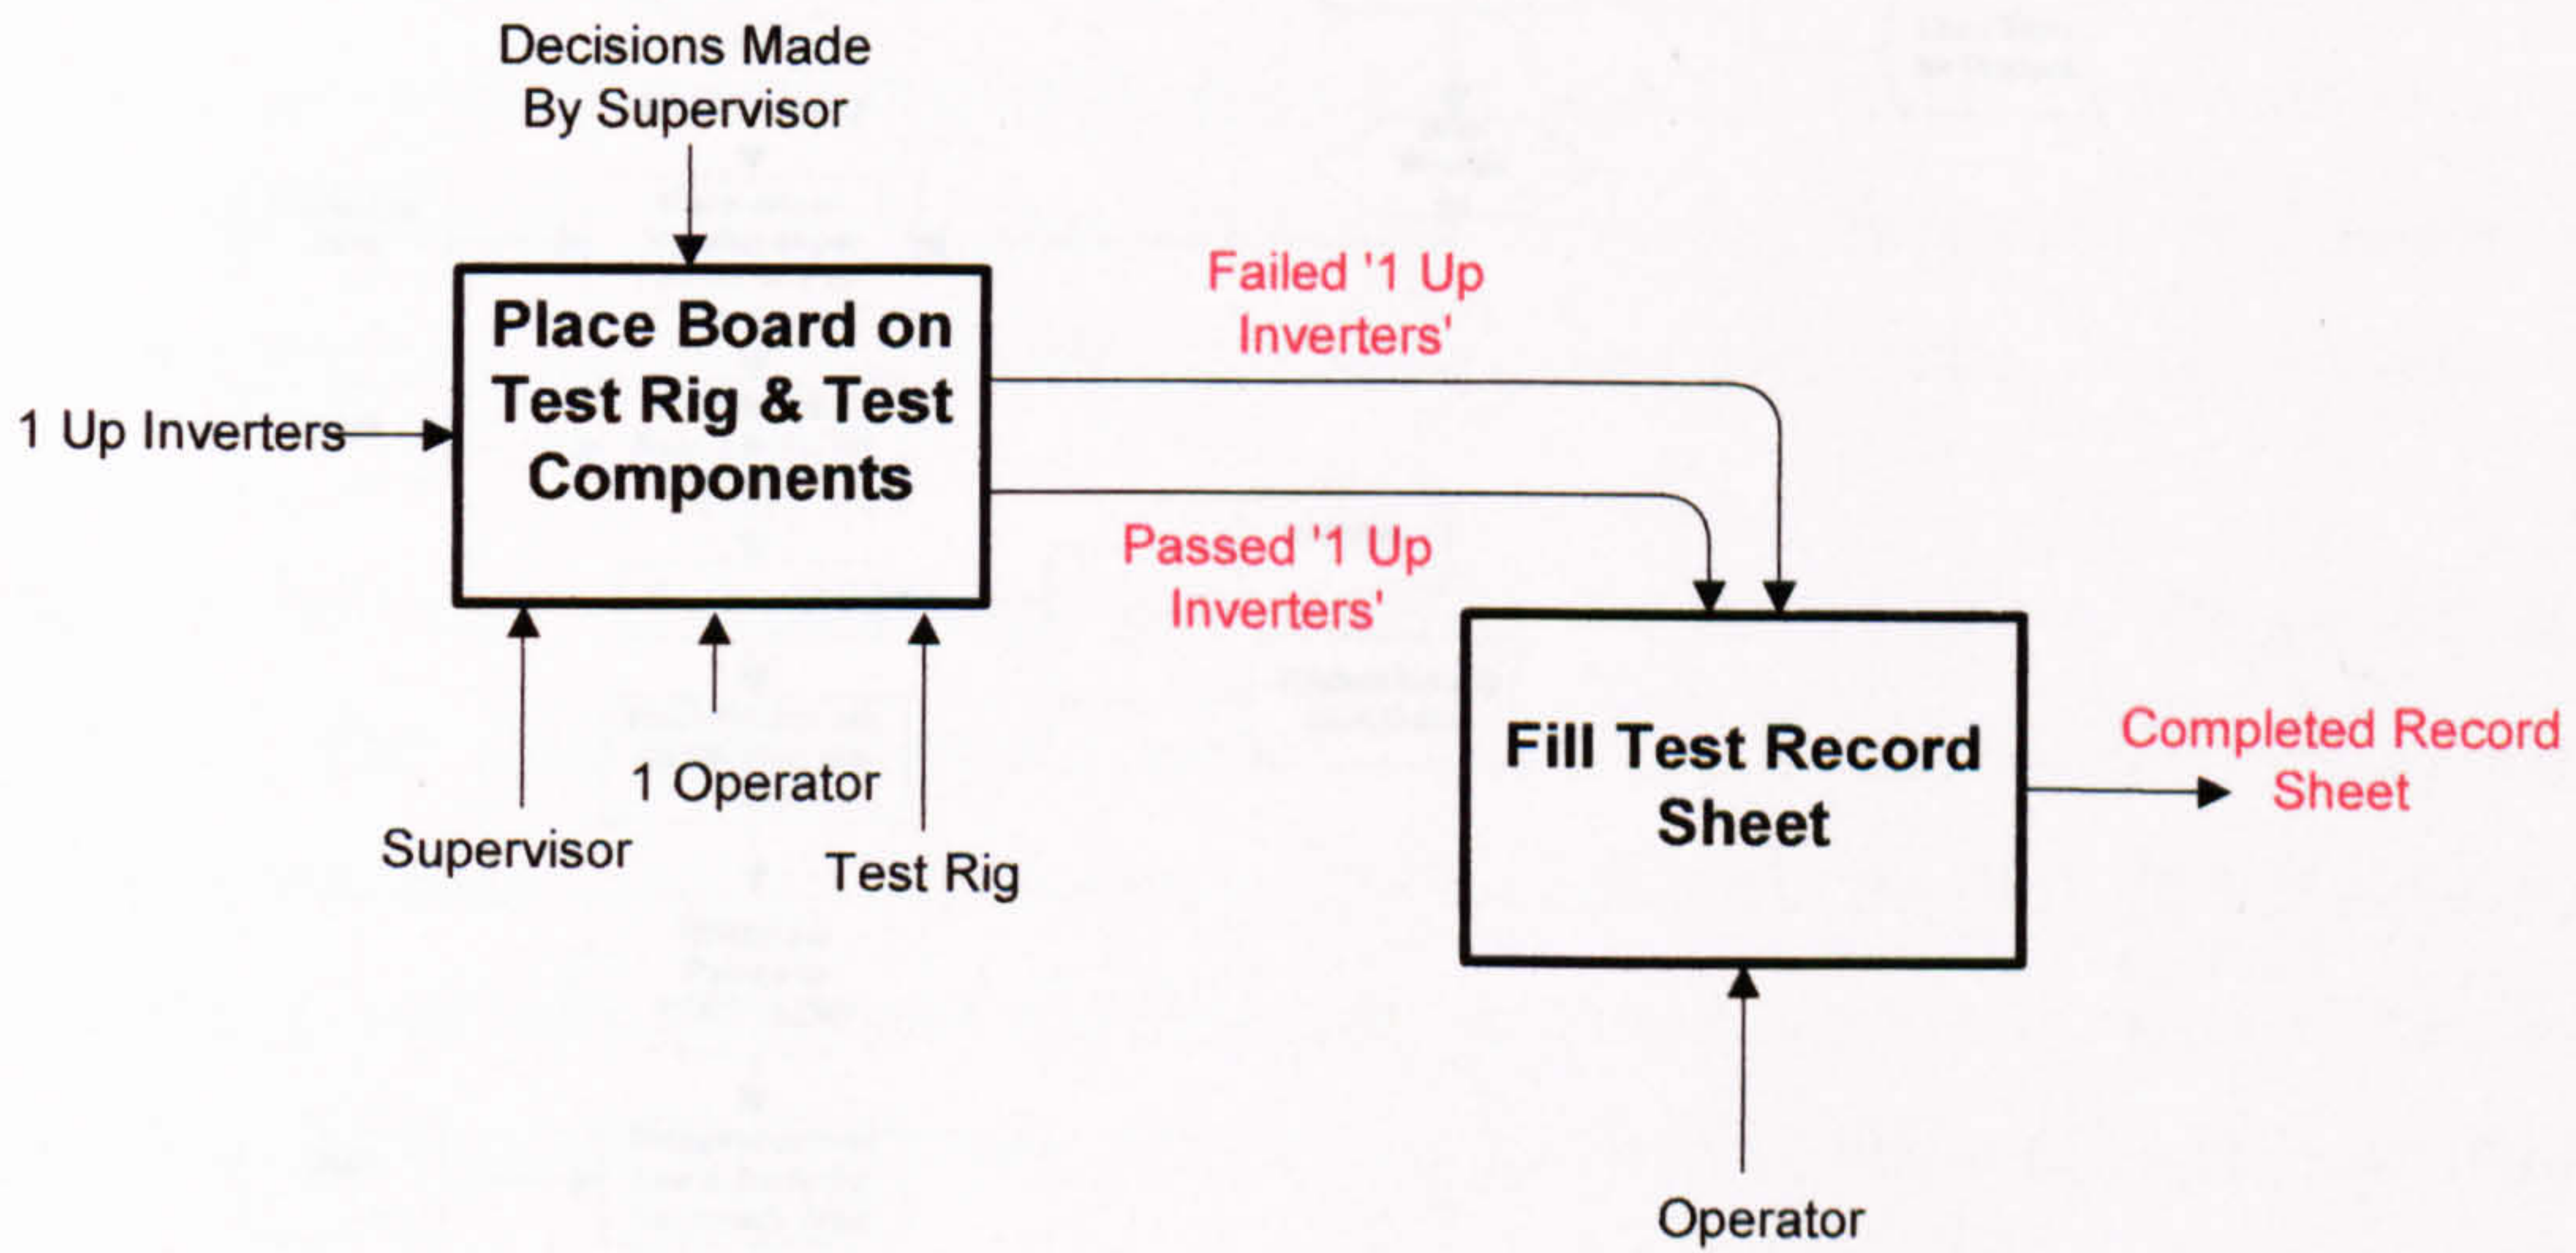 Decisions Made
By Supervisor
Place Board on
Test Rig & Test
Components
1 Up Inverters
Failed '1 Up
Inverters'
Passed '1 Up
Inverters'
Supervisor
1 Operator
Test Rig
Fill Test Record
Sheet
Completed Record
Sheet
Operator